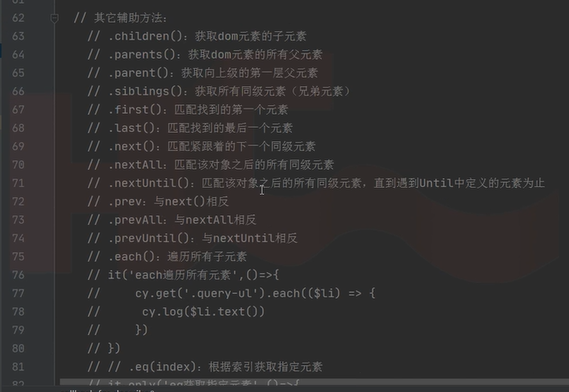 62 // 其它辅助方法：
63 // .children()：获取dom元素的子元素
64 // .parents()：获取dom元素的所有父元素
65 // .parent()：获取向上级的第一层父元素
66 // .siblings()：获取所有同级元素（兄弟元素）
67 // .first()：匹配找到的第一个元素
68 // .last()：匹配找到的最后一个元素
69 // .next()：匹配紧跟着的下一个同级元素
70 // .nextAll：匹配该对象之后的所有同级元素
71 // .nextUntil()：匹配该对象之后的所有同级元素，直到遇到Until中定义的元素为止
72 // .prev：与next()相反
73 // .prevAll：与nextAll相反
74 // .prevUntil()：与nextUntil相反
75 // .each()：遍历所有子元素
76 // it('each遍历所有元素',()=>{
77 // cy.get('.query-ul').each(($li) => {
78 // cy.log($li.text())
79 // })
80 // })
81 // // .eq(index)：根据索引获取指定元素